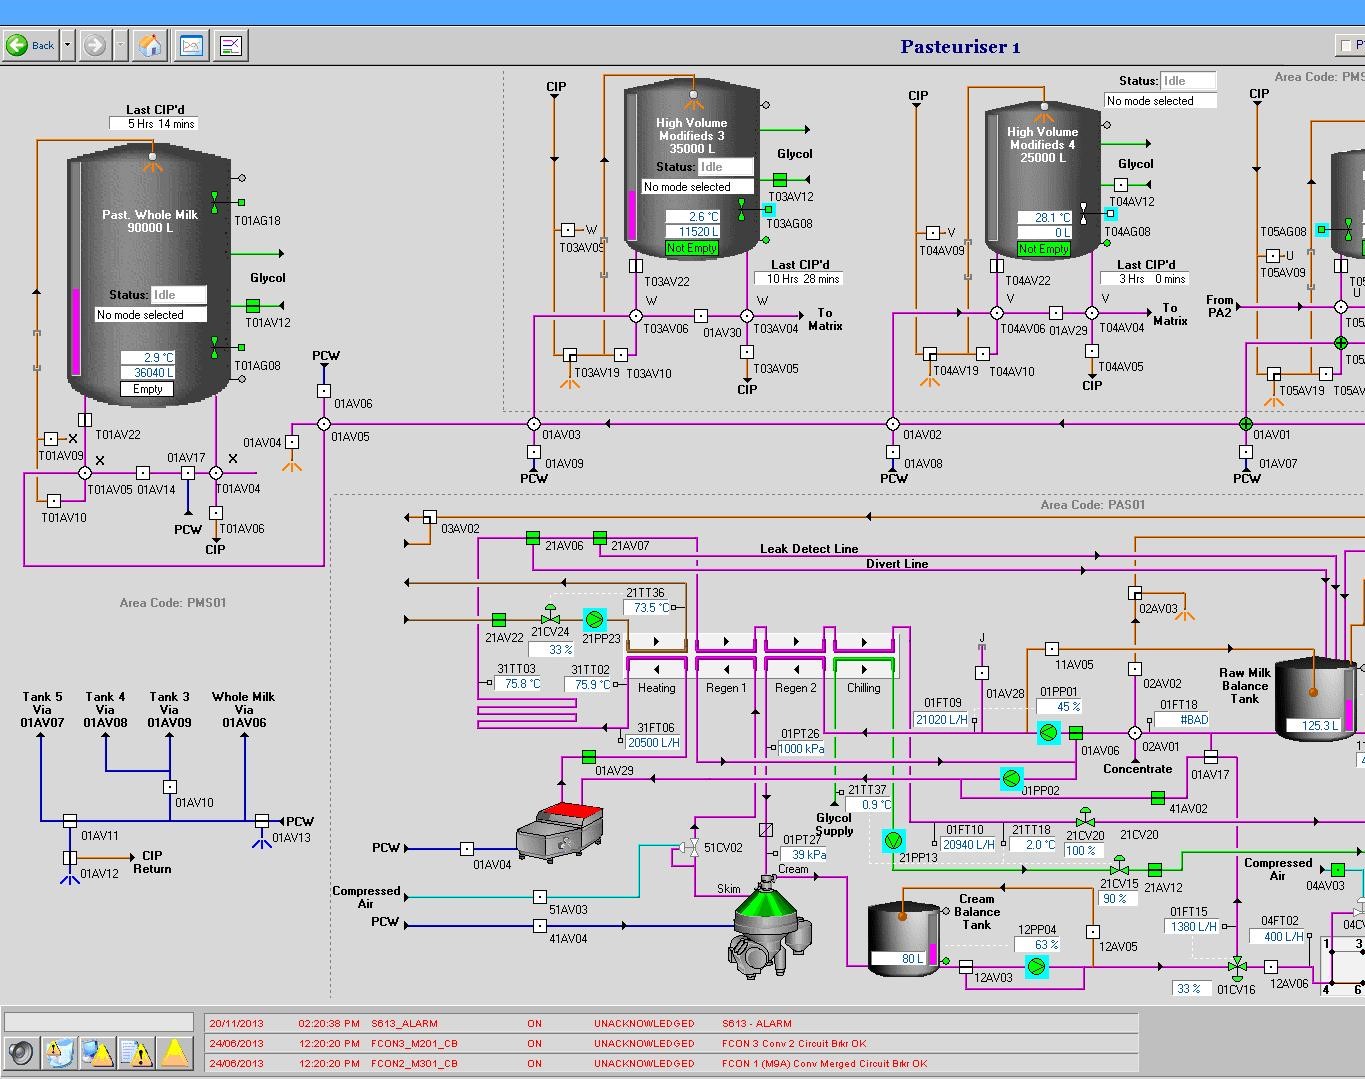 Back
Pasteuriser 1
Last CIP'd
5 Hrs 14 mins
Past. Whole Milk
90000 L
Status: Idle
No mode selected
2.9 °C
36040 L
Empty
T01AG18
Glycol
T01AV12
T01AG08
T01AV22
T01AV09
X
X
X
T01AV05
01AV14
01AV17
T01AV04
T01AV10
PCW
T01AV06
CIP
PCW
01AV06
01AV04
01AV05
Area Code: PMS01
CIP
High Volume
Modifieds 3
35000 L
Status: Idle
No mode selected
2.6 °C
11520 L
Not Empty
Glycol
T03AV12
T03AG08
W
T03AV09
Last CIP'd
10 Hrs 28 mins
T03AV22
W
W
T03AV06
01AV30
T03AV04
To
Matrix
T03AV19
T03AV10
T03AV05
CIP
01AV03
01AV09
PCW
CIP
Status: Idle
No mode selected
High Volume
Modifieds 4
25000 L
28.1 °C
0 L
Not Empty
Glycol
T04AV12
T04AG08
V
T04AV09
Last CIP'd
3 Hrs 0 mins
T04AV22
V
V
T04AV06
01AV29
T04AV04
To
Matrix
T04AV19
T04AV10
T04AV05
CIP
01AV02
01AV08
PCW
Area Code: PMS
CIP
T05AG08
U
T05AV09
U
From
PA2
T05AV19
01AV01
01AV07
PCW
Area Code: PAS01
03AV02
21AV06
21AV07
Leak Detect Line
Divert Line
21TT36
73.5 °C
21AV22
21CV24
33 %
21PP23
31TT03
75.8 °C
31TT02
75.9 °C
Heating
Regen 1
Regen 2
Chilling
31FT06
20500 L/H
01AV29
01PT26
1000 kPa
J
01AV28
01FT09
21020 L/H
01PP01
45 %
11AV05
02AV03
02AV02
01FT18
#BAD
Raw Milk
Balance
Tank
125.3 L
01AV06
02AV01
Concentrate
01AV17
01PP02
41AV02
21TT37
0.9 °C
Glycol
Supply
21PP13
01FT10
20940 L/H
21TT18
2.0 °C
21CV20
100 %
21CV20
PCW
01AV04
51CV02
01PT27
39 kPa
Cream
Skim
Compressed
Air
51AV03
PCW
41AV04
Cream
Balance
Tank
80 L
12AV03
12PP04
63 %
12AV05
21CV15
90 %
21AV12
Compressed
Air
04AV03
01FT15
1380 L/H
04FT02
400 L/H
33 %
01CV16
12AV06
1
3
4
6
Tank 5
Via
01AV07
Tank 4
Via
01AV08
Tank 3
Via
01AV09
Whole Milk
Via
01AV06
01AV10
01AV11
PCW
01AV13
CIP
Return
01AV12
20/11/2013 02:20:38 PM S613_ALARM ON UNACKNOWLEDGED S613 - ALARM
24/06/2013 12:20:20 PM FCON3_M201_CB ON UNACKNOWLEDGED FCON 3 Conv 2 Circuit Brkr OK
24/06/2013 12:20:20 PM FCON2_M301_CB ON UNACKNOWLEDGED FCON 1 (M9A) Conv Merged Circuit Brkr OK